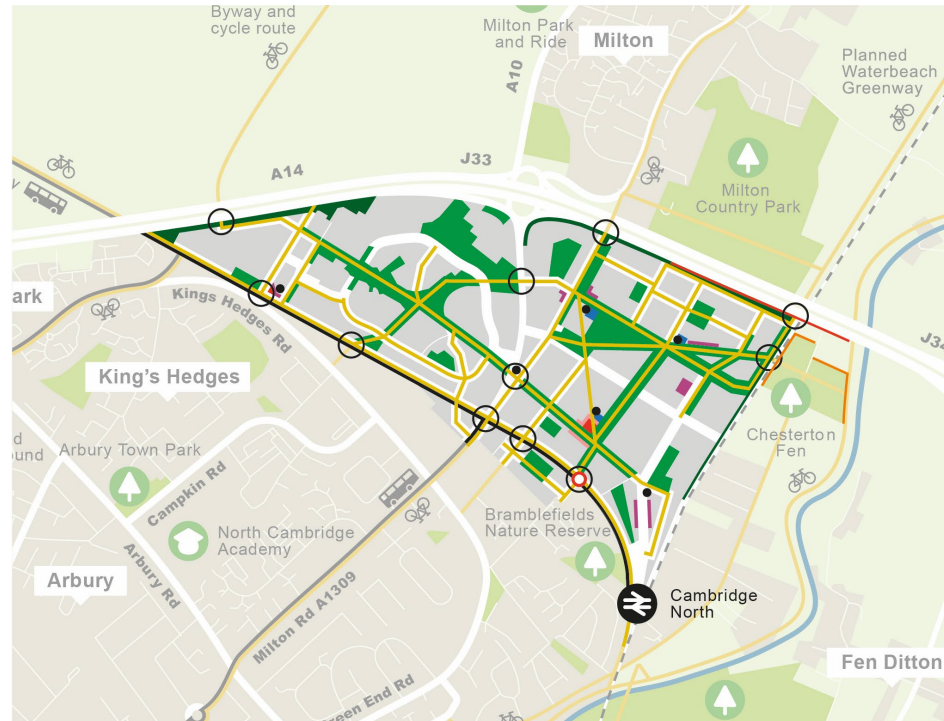 Byway and
cycle route
Milton Park
and Ride
Milton
A10
Planned
Waterbeach
Greenway
J33
A14
Milton
Country Park
ark
Kings Hedges Rd
J34
King's Hedges
Arbury Town Park
Campkin Rd
Chesterton
Fen
Bramblefields
Nature Reserve
North Cambridge
Academy
Arbury
Arbury Rd
Milton Rd A1309
Cambridge
North
Fen Ditton
een End Rd